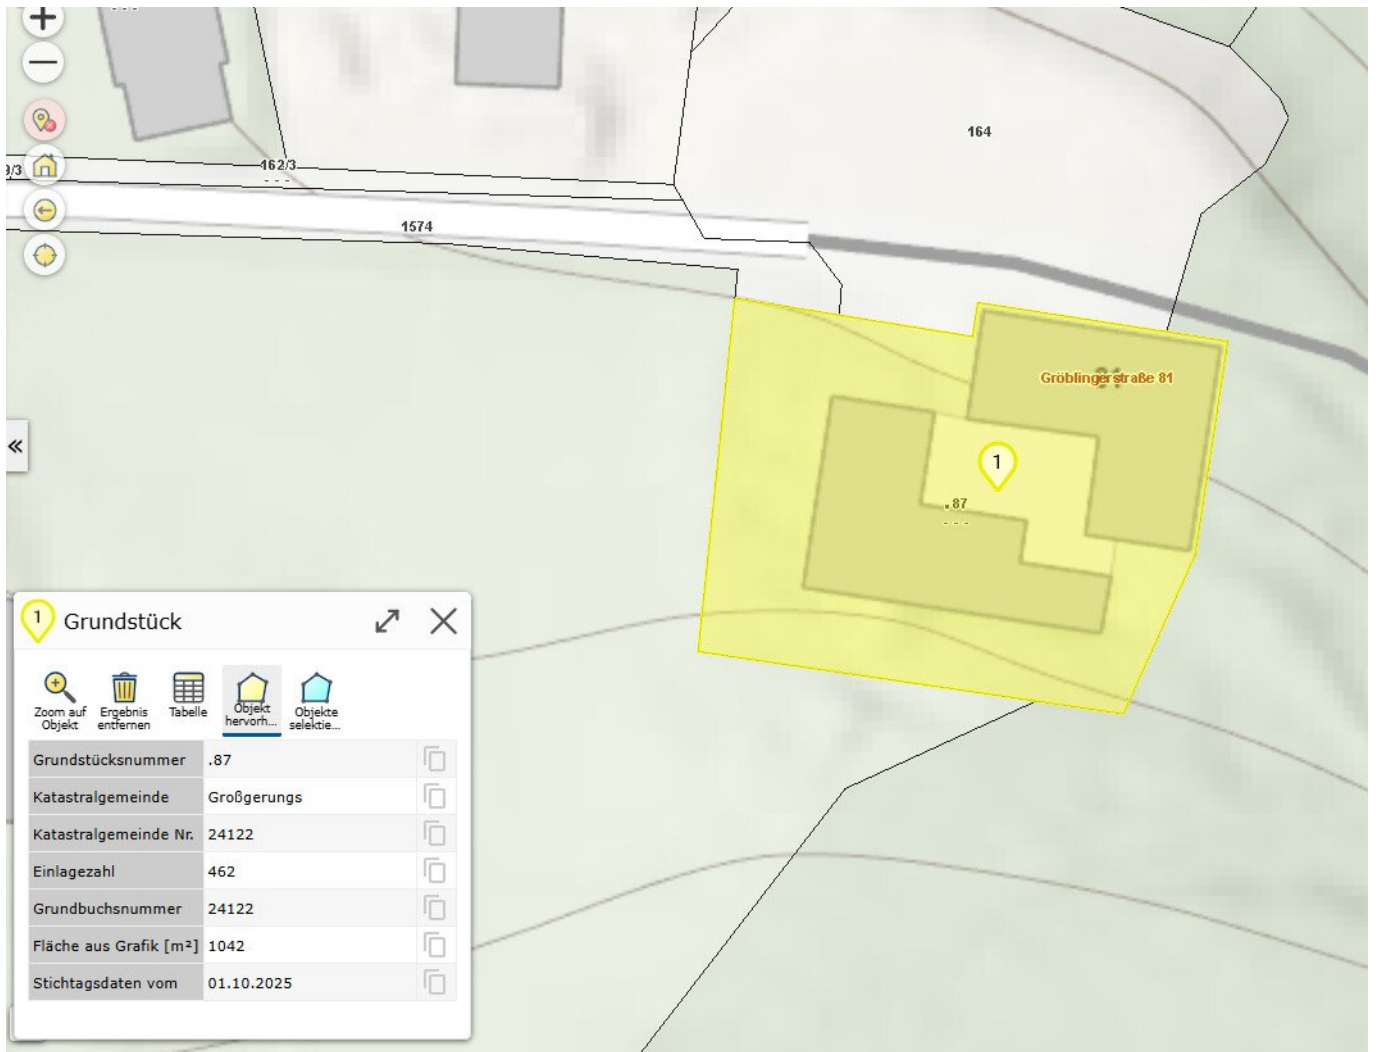 164
162/3
9/3
1574
Gröblingerstraße 81
1
.87
1 Grundstück
Zoom auf Objekt
Ergebnis entfernen
Tabelle
Objekt hervorh...
Objekte selektie...
Grundstücksnummer .87
Katastralgemeinde Großgerungs
Katastralgemeinde Nr. 24122
Einlagezahl 462
Grundbuchsnummer 24122
Fläche aus Grafik [m²] 1042
Stichtagsdaten vom 01.10.2025